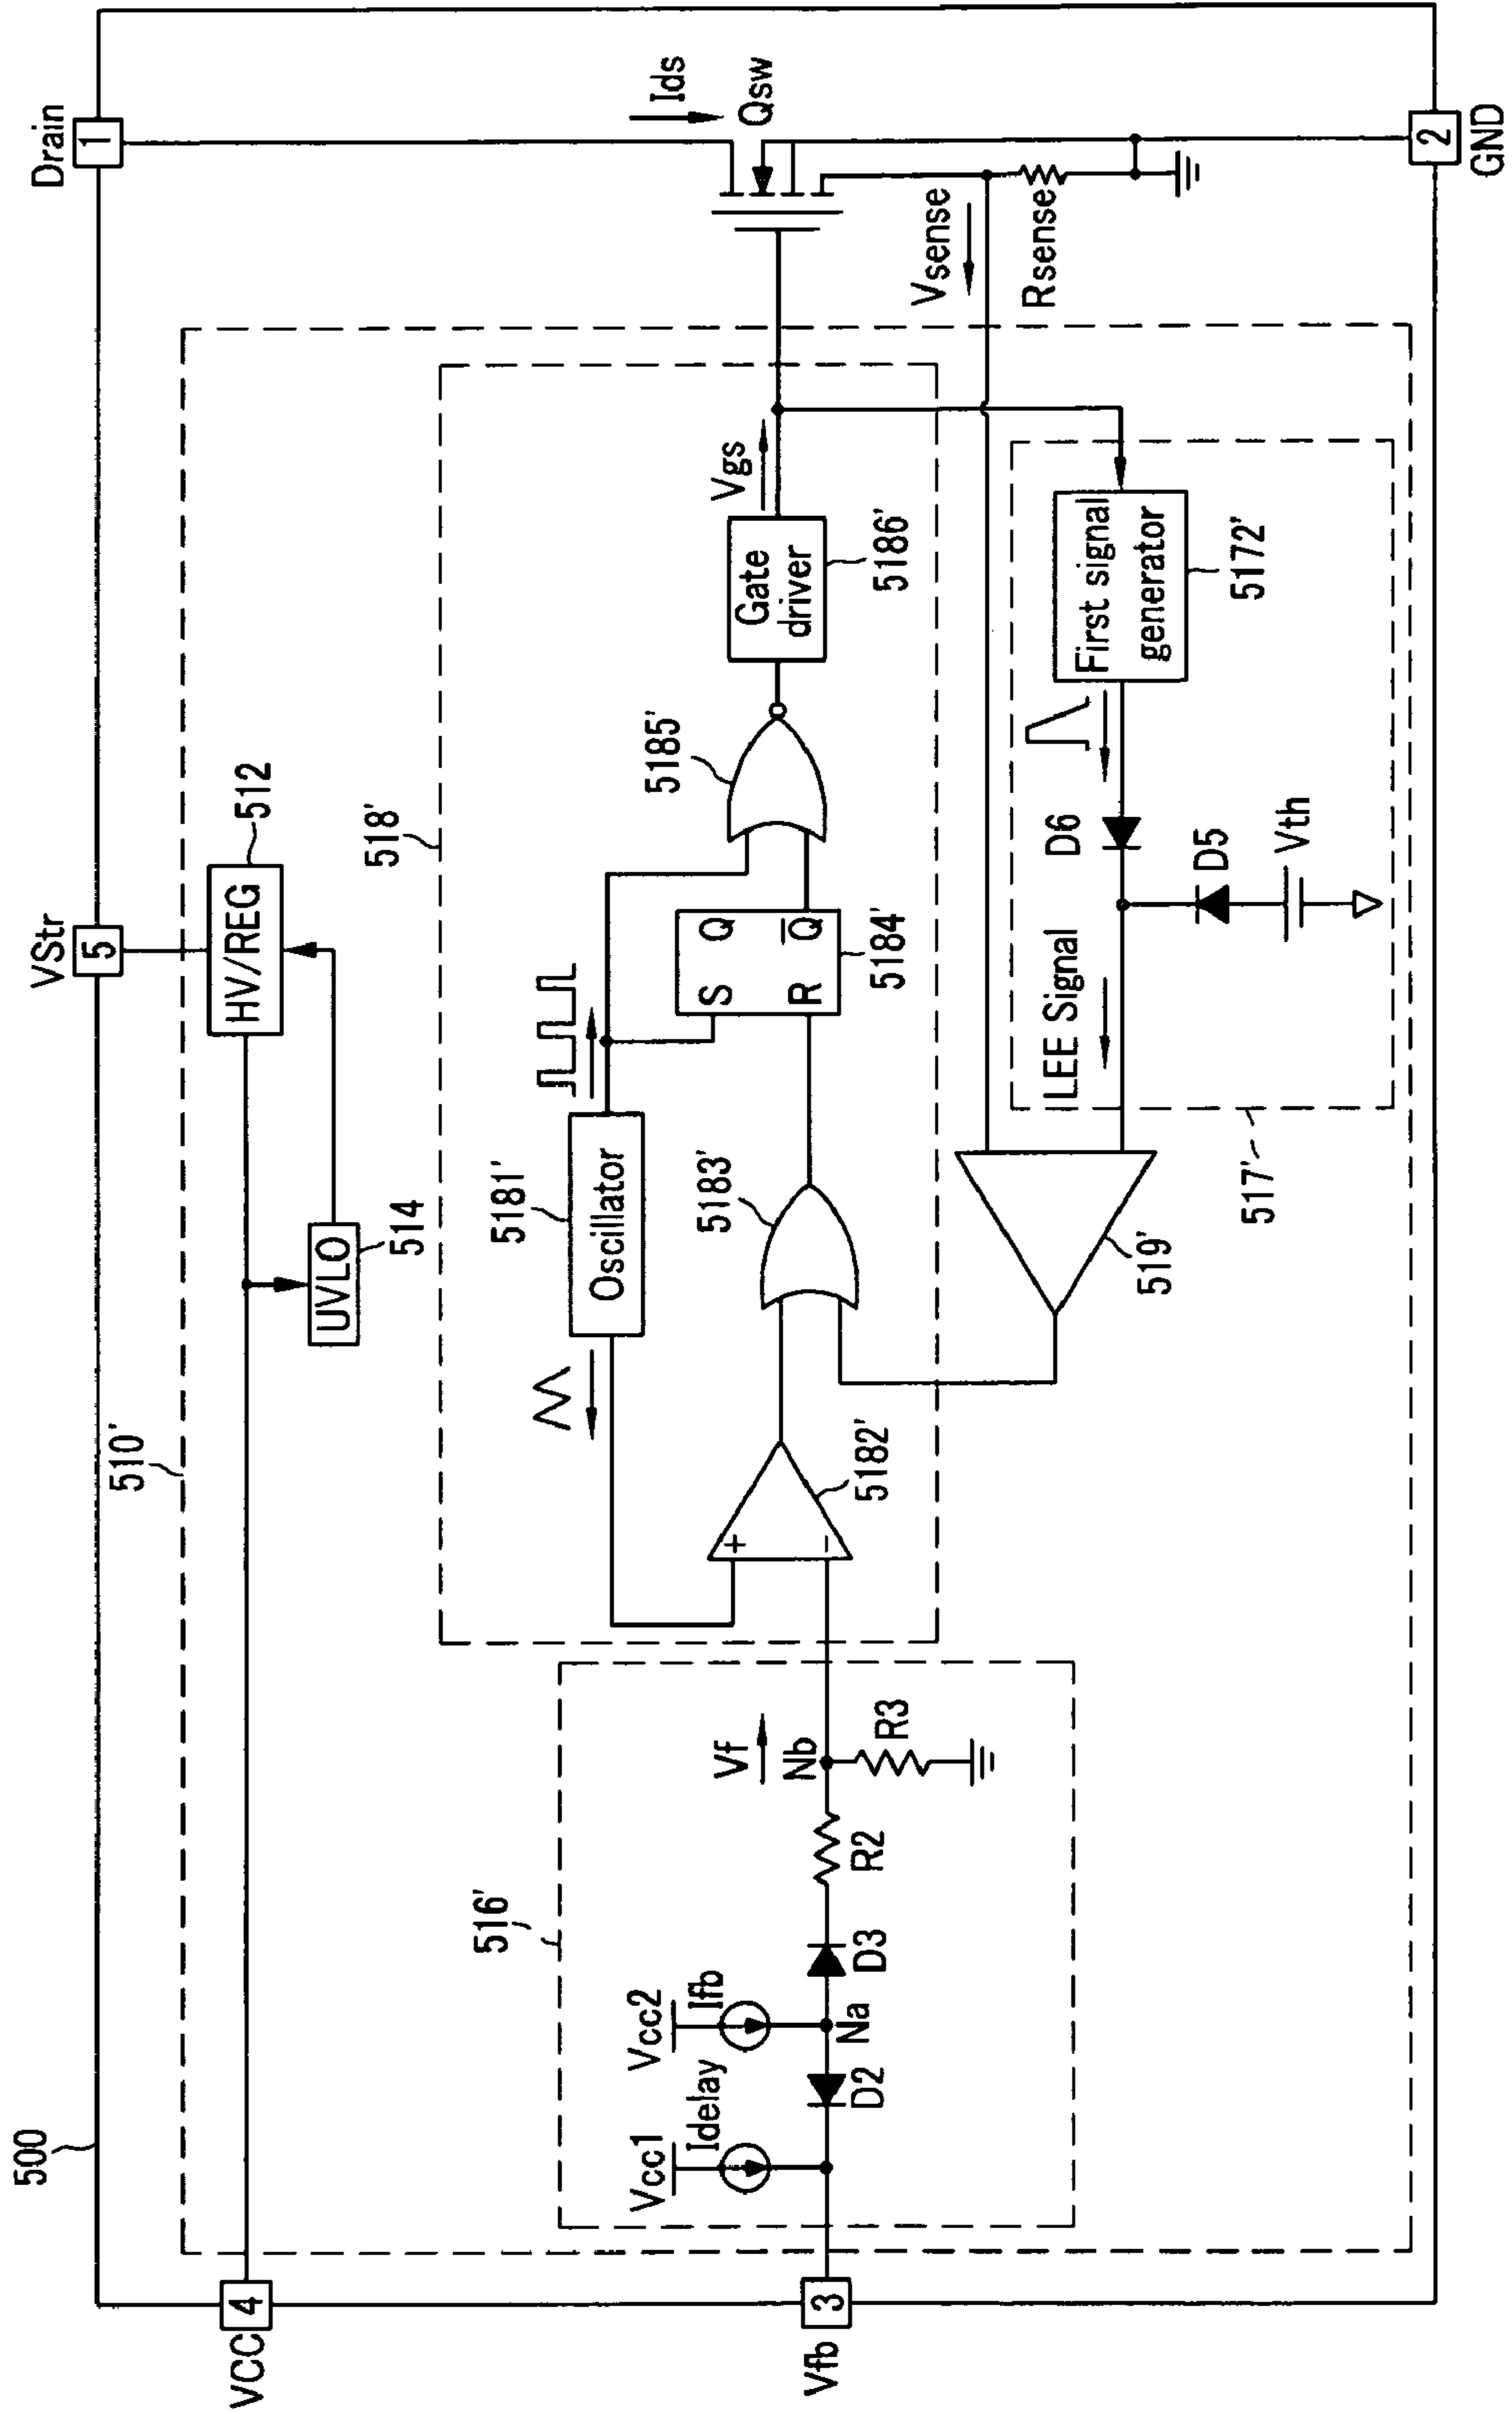 500
VCC
4
VStr
5
Drain
1
510'
HV/REG
512
UVLO
514
518'
5181'
Oscillator
5183'
S
Q
R
Q
5184'
5185'
Vgs
Gate
driver
5186'
Ids
Qsw
Vsense
Rsense
516'
Vcc1
Idelay
Vcc2
Ifb
D2
Na
D3
R2
Vf
Nb
R3
+
−
5182'
519'
517'
LEE Signal
D6
D5
Vth
First signal
generator
5172'
Vfb
3
2
GND